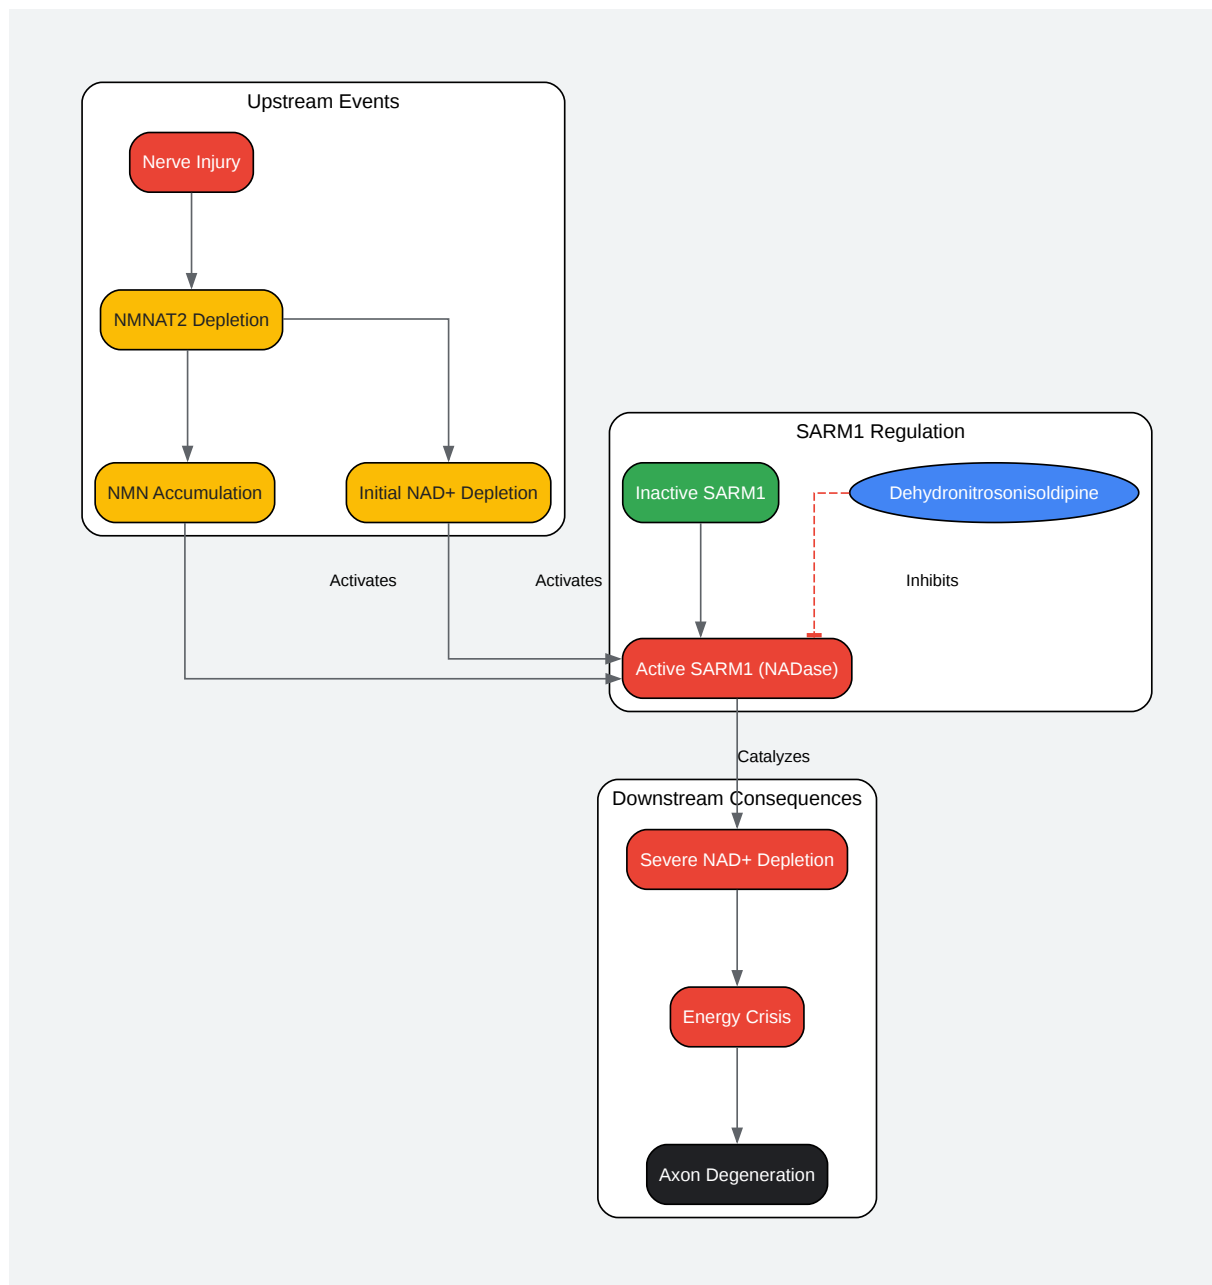 Upstream Events
Nerve Injury
NMNAT2 Depletion
NMN Accumulation
Initial NAD+ Depletion
SARM1 Regulation
Inactive SARM1
Dehydronitrosonisoldipine
Activates
Activates
Inhibits
Active SARM1 (NADase)
Catalyzes
Downstream Consequences
Severe NAD+ Depletion
Energy Crisis
Axon Degeneration